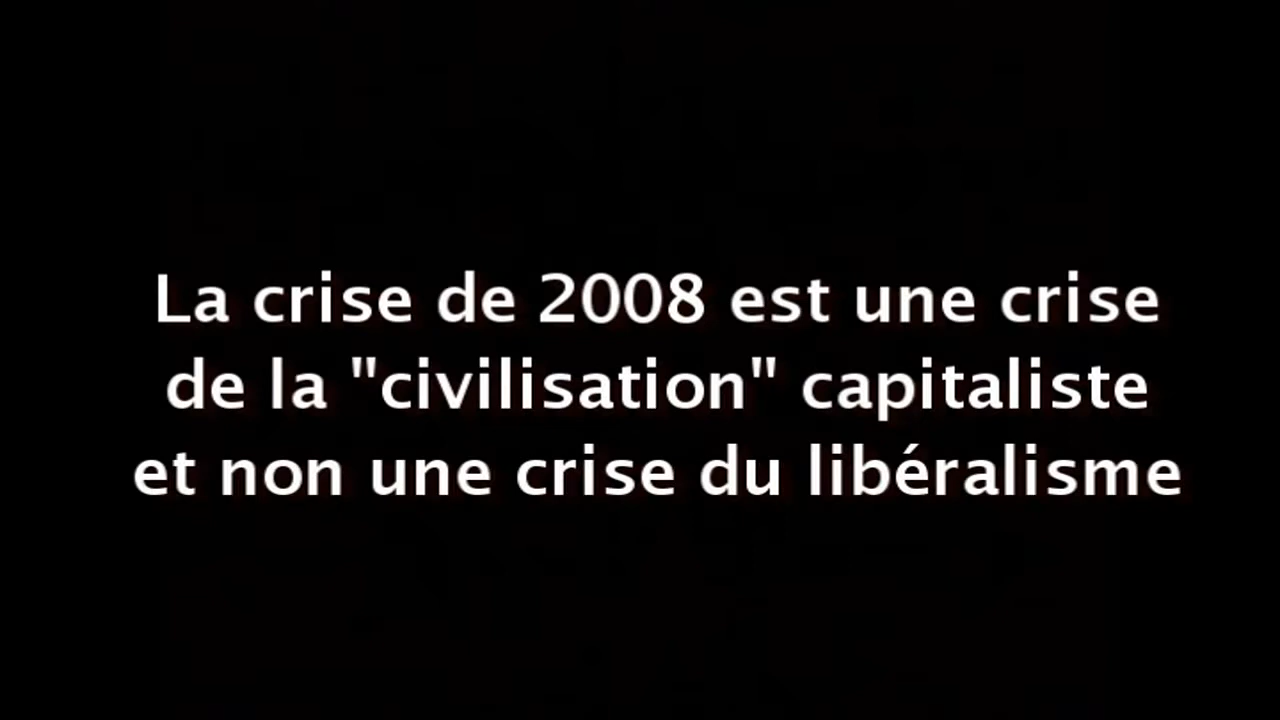 La crise de 2008 est une crise
de la "civilisation" capitaliste
et non une crise du libéralisme